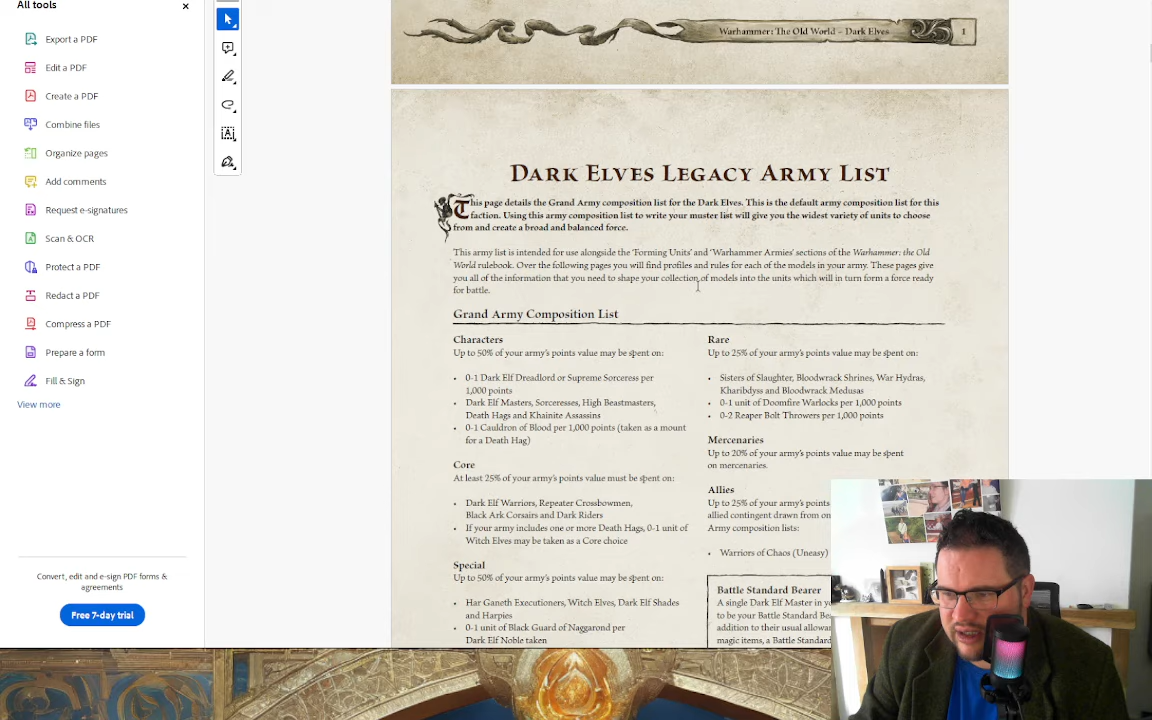 All tools
Export a PDF
Edit a PDF
Create a PDF
Combine files
Organize pages
Add comments
Request e-signatures
Scan & OCR
Protect a PDF
Redact a PDF
Compress a PDF
Prepare a form
Fill & Sign
View more
Convert, edit and e-sign PDF forms &
agreements
Free 7-day trial
Warhammer: The Old World – Dark Elves
1
Dark Elves Legacy Army List
This page details the Grand Army composition list for the Dark Elves. This is the default army composition list for this
faction. Using this army composition list to write your muster list will give you the widest variety of units to choose
from and create a broad and balanced force.
This army list is intended for use alongside the ‘Forming Units’ and ‘Warhammer Armies’ sections of the Warhammer: the Old
World rulebook. Over the following pages you will find profiles and rules for each of the models in your army. These pages give
you all of the information that you need to shape your collection of models into the units which will in turn form a force ready
for battle.
Grand Army Composition List
Characters
Up to 50% of your army's points value may be spent on:
• 0-1 Dark Elf Dreadlord or Supreme Sorceress per
1,000 points
• Dark Elf Masters, Sorceresses, High Beastmasters,
Death Hags and Khainite Assassins
• 0-1 Cauldron of Blood per 1,000 points (taken as a mount
for a Death Hag)
Core
At least 25% of your army's points value must be spent on:
• Dark Elf Warriors, Repeater Crossbowmen,
Black Ark Corsairs and Dark Riders
• If your army includes one or more Death Hags, 0-1 unit of
Witch Elves may be taken as a Core choice
Special
Up to 50% of your army's points value may be spent on:
• Har Ganeth Executioners, Witch Elves, Dark Elf Shades
and Harpies
• 0-1 unit of Black Guard of Naggarond per
Dark Elf Noble taken
Rare
Up to 25% of your army's points value may be spent on:
• Sisters of Slaughter, Bloodwrack Shrines, War Hydras,
Kharibdyss and Bloodwrack Medusas
• 0-1 unit of Doomfire Warlocks per 1,000 points
• 0-2 Reaper Bolt Throwers per 1,000 points
Mercenaries
Up to 20% of your army's points value may be spent
on mercenaries.
Allies
Up to 25% of your army's points
allied contingent drawn from on
Army composition lists:
• Warriors of Chaos (Uneasy)
Battle Standard Bearer
A single Dark Elf Master in yo
to be your Battle Standard Be
addition to their usual allowa
magic items, a Battle Standard